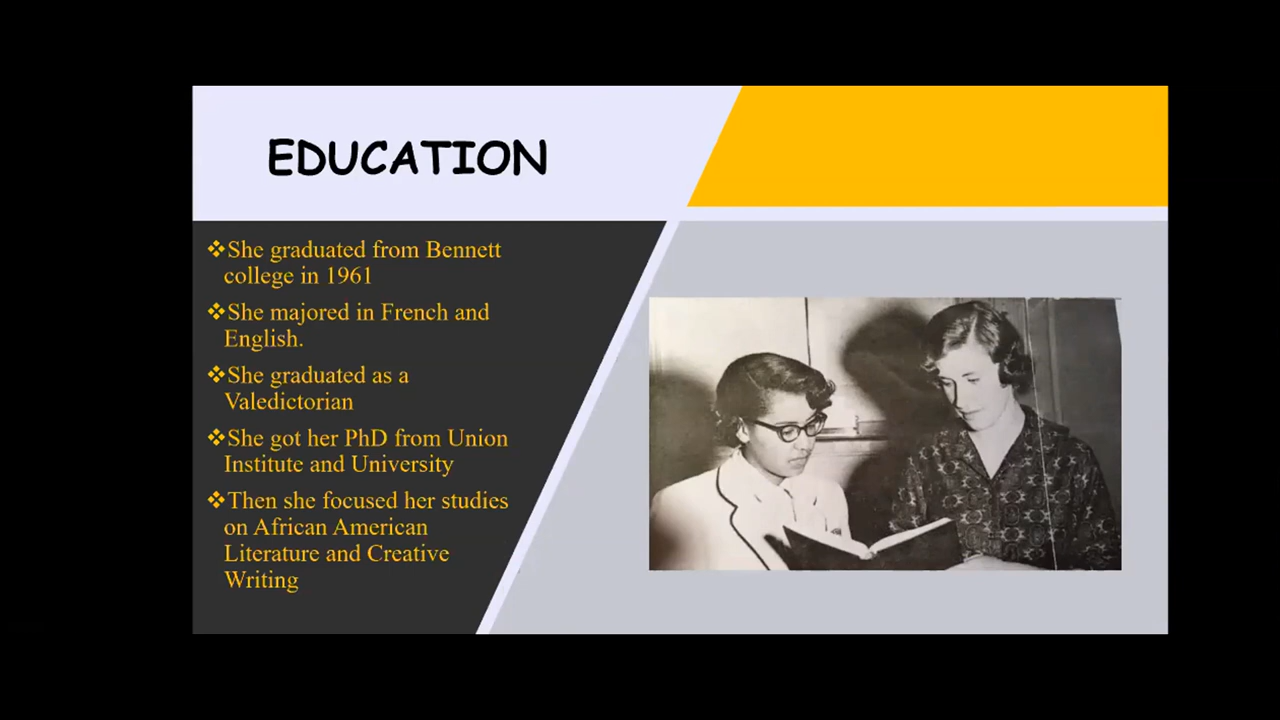 EDUCATION
❖She graduated from Bennett
college in 1961
❖She majored in French and
English.
❖She graduated as a
Valedictorian
❖She got her PhD from Union
Institute and University
❖Then she focused her studies
on African American
Literature and Creative
Writing